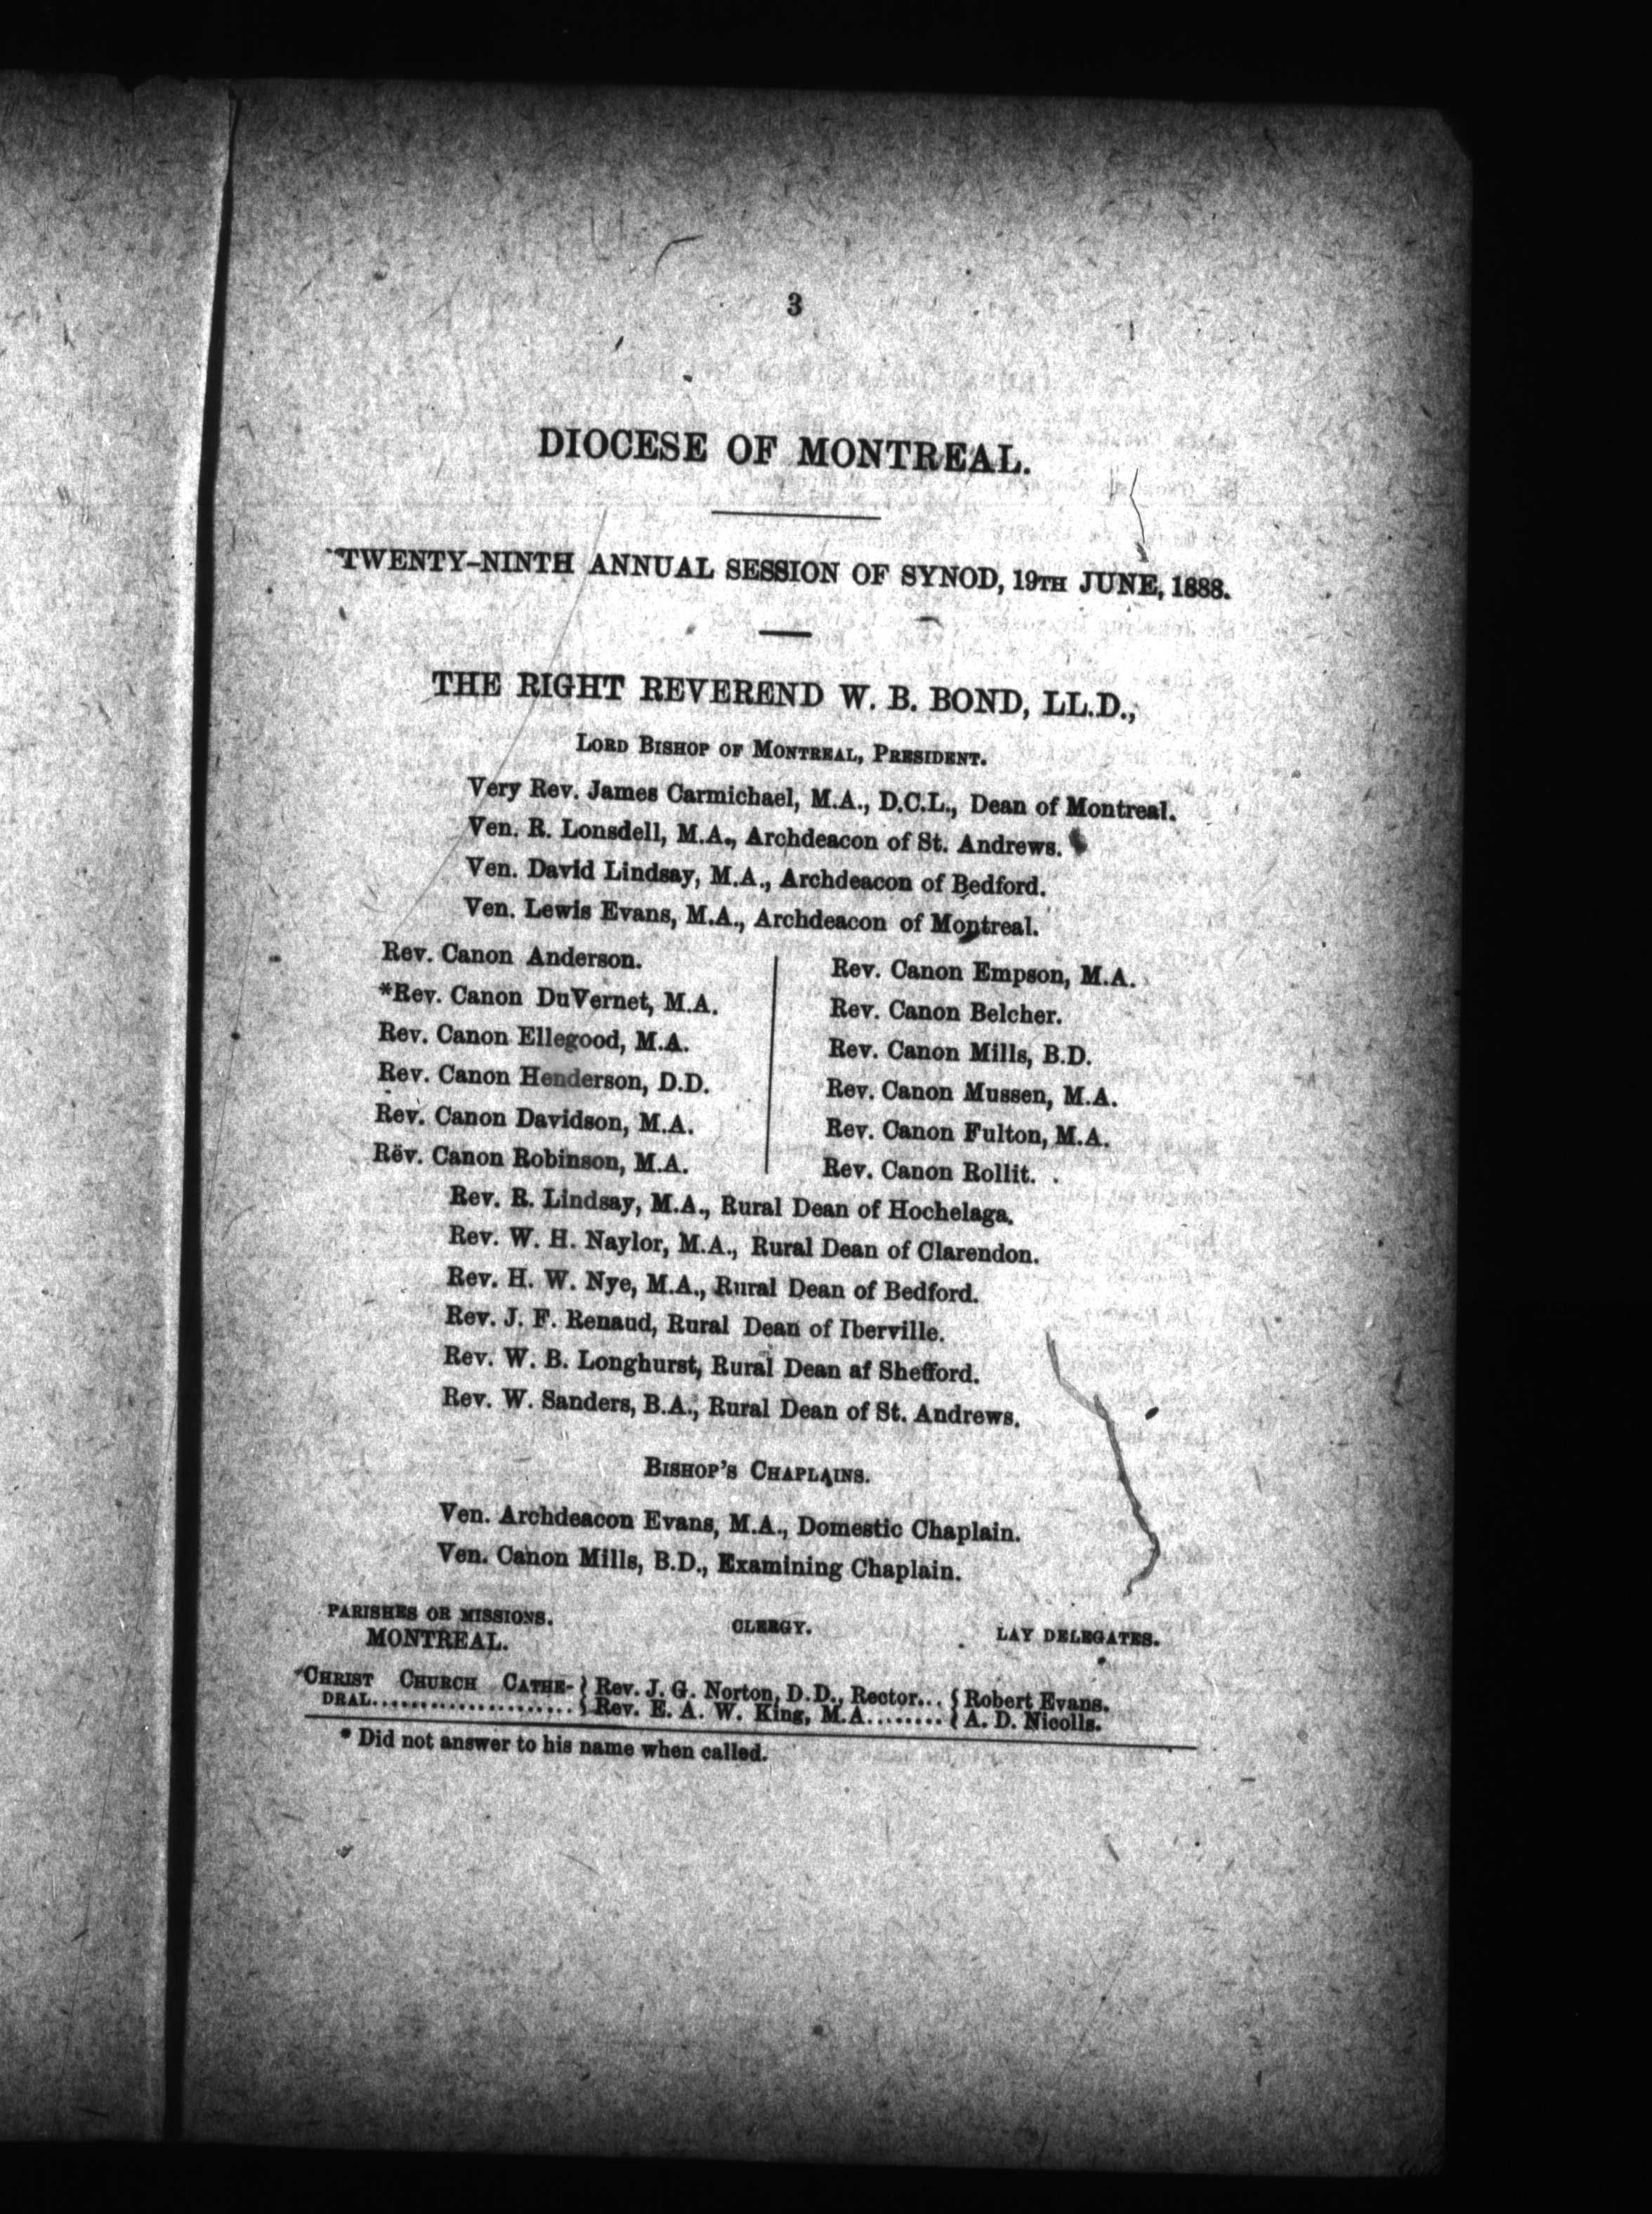 3
DIOCESE OF MONTREAL.
TWENTY-NINTH ANNUAL SESSION OF SYNOD, 19TH JUNE, 1888.
THE RIGHT REVEREND W. B. BOND, LL.D.,
LORD BISHOP OF MONTREAL, PRESIDENT.
Very Rev. James Carmichael, M.A., D.C.L., Dean of Montreal.
Ven. R. Lonsdell, M.A., Archdeacon of St. Andrews.
Ven. David Lindsay, M.A., Archdeacon of Bedford.
Ven. Lewis Evans, M.A., Archdeacon of Montreal.
Rev. Canon Anderson.
*Rev. Canon DuVernet, M.A.
Rev. Canon Ellegood, M.A.
Rev. Canon Henderson, D.D.
Rev. Canon Davidson, M.A.
Rev. Canon Robinson, M.A.
Rev. Canon Empson, M.A.
Rev. Canon Belcher.
Rev. Canon Mills, B.D.
Rev. Canon Mussen, M.A.
Rev. Canon Fulton, M.A.
Rev. Canon Rollit.
Rev. R. Lindsay, M.A., Rural Dean of Hochelaga.
Rev. W. H. Naylor, M.A., Rural Dean of Clarendon.
Rev. H. W. Nye, M.A., Rural Dean of Bedford.
Rev. J. F. Renaud, Rural Dean of Iberville.
Rev. W. B. Longhurst, Rural Dean af Shefford.
Rev. W. Sanders, B.A., Rural Dean of St. Andrews.
BISHOP'S CHAPLAINS.
Ven. Archdeacon Evans, M.A., Domestic Chaplain.
Ven. Canon Mills, B.D., Examining Chaplain.
PARISHES OR MISSIONS. CLERGY. LAY DELEGATES.
MONTREAL.
CHRIST CHURCH CATHE- } Rev. J. G. Norton, D.D., Rector... { Robert Evans.
DRAL..................... } Rev. E. A. W. King, M.A........ { A. D. Nicolls.
* Did not answer to his name when called.